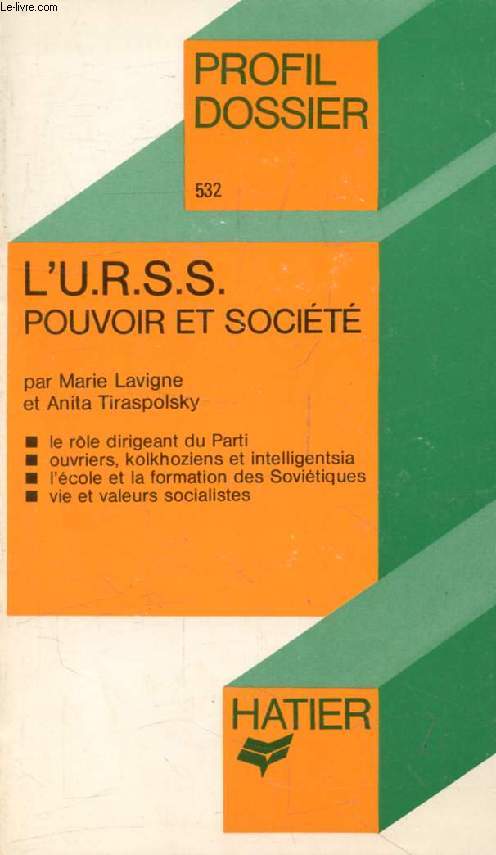 Le-livre.com
PROFIL
DOSSIER
532
L'U.R.S.S.
POUVOIR ET SOCIÉTÉ
par Marie Lavigne
et Anita Tiraspolsky
■ le rôle dirigeant du Parti
■ ouvriers, kolkhoziens et intelligentsia
■ l'école et la formation des Soviétiques
■ vie et valeurs socialistes
HATIER